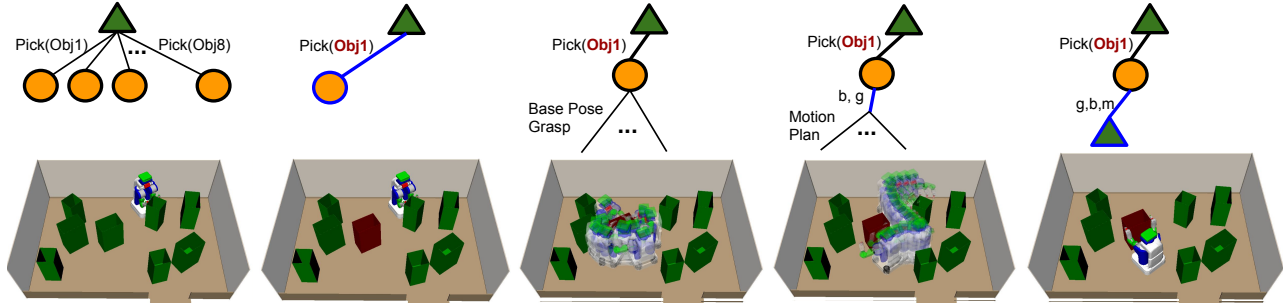 Pick(Obj1)
...
Pick(Obj8)
Pick(Obj1)
Pick(Obj1)
Base Pose
Grasp
...
Pick(Obj1)
b, g
Motion
Plan
...
Pick(Obj1)
g,b,m